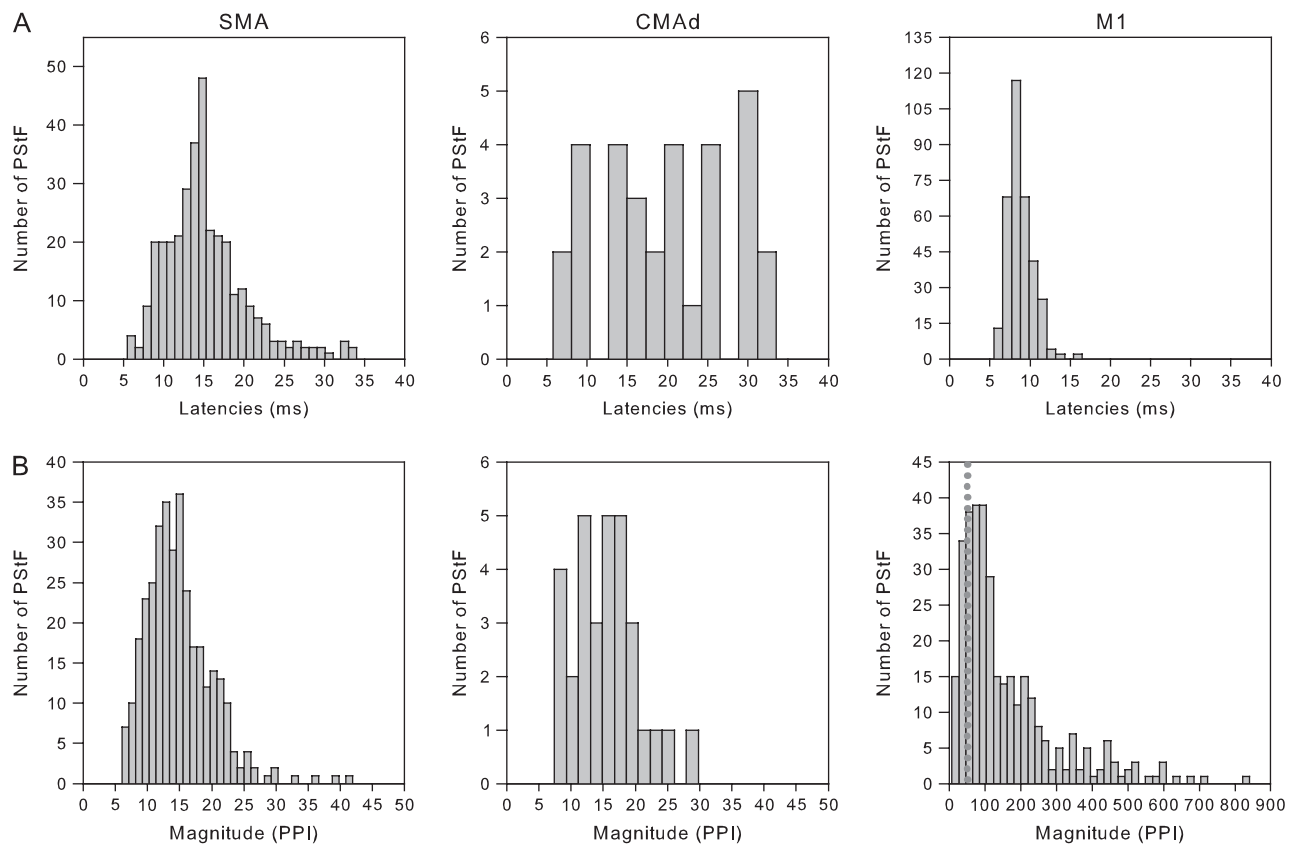 A
SMA
CMAd
M1
Number of PStF
50
40
30
20
10
0
0 5 10 15 20 25 30 35 40
Latencies (ms)
Number of PStF
6
5
4
3
2
1
0
0 5 10 15 20 25 30 35 40
Latencies (ms)
Number of PStF
135
120
105
90
75
60
45
30
15
0
0 5 10 15 20 25 30 35 40
Latencies (ms)
B
Number of PStF
40
35
30
25
20
15
10
5
0
0 5 10 15 20 25 30 35 40 45 50
Magnitude (PPI)
Number of PStF
6
5
4
3
2
1
0
0 5 10 15 20 25 30 35 40 45 50
Magnitude (PPI)
Number of PStF
45
40
35
30
25
20
15
10
5
0
0 100 200 300 400 500 600 700 800 900
Magnitude (PPI)